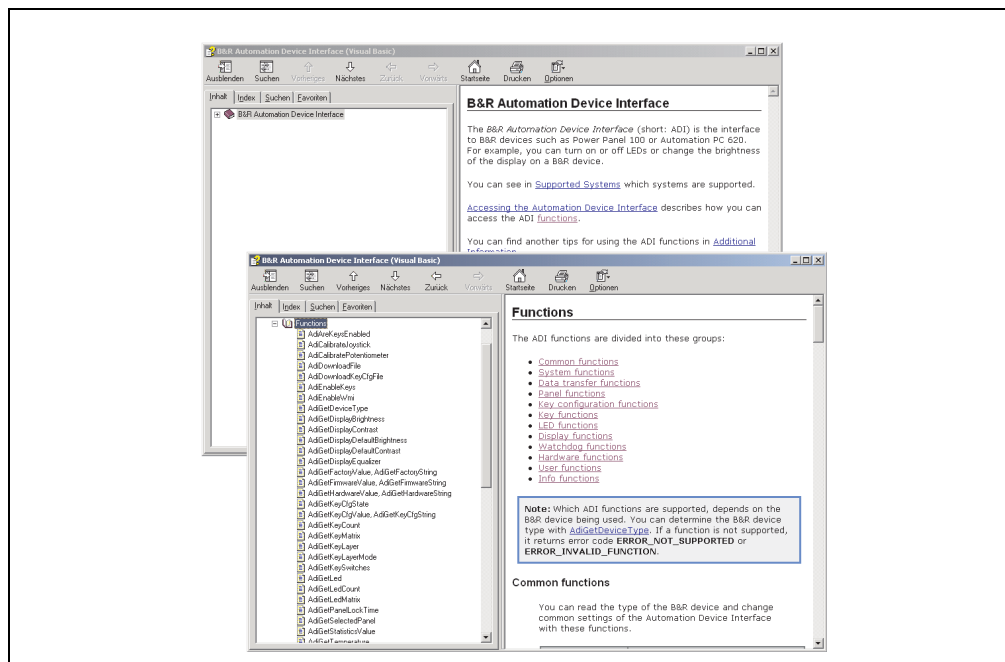 B&R Automation Device Interface (Visual Basic)
Ausblenden Suchen Vorheriges Nächstes Zurück Vorwärts Startseite Drucken Optionen
Inhalt Index Suchen Favoriten
B&R Automation Device Interface
B&R Automation Device Interface
The B&R Automation Device Interface (short: ADI) is the interface
to B&R devices such as Power Panel 100 or Automation PC 620.
For example, you can turn on or off LEDs or change the brightness
of the display on a B&R device.
You can see in Supported Systems which systems are supported.
Accessing the Automation Device Interface describes how you can
access the ADI functions.
You can find another tips for using the ADI functions in Additional
Information
B&R Automation Device Interface (Visual Basic)
Ausblenden Suchen Vorheriges Nächstes Zurück Vorwärts Startseite Drucken Optionen
Inhalt Index Suchen Favoriten
Functions
AdiAreKeysEnabled
AdiCalibrateJoystick
AdiCalibratePotentiometer
AdiDownloadFile
AdiDownloadKeyCfgFile
AdiEnableKeys
AdiEnableWmi
AdiGetDeviceType
AdiGetDisplayBrightness
AdiGetDisplayContrast
AdiGetDisplayDefaultBrightness
AdiGetDisplayDefaultContrast
AdiGetDisplayEqualizer
AdiGetFactoryValue, AdiGetFactoryString
AdiGetFirmwareValue, AdiGetFirmwareString
AdiGetHardwareValue, AdiGetHardwareString
AdiGetKeyCfgState
AdiGetKeyCfgValue, AdiGetKeyCfgString
AdiGetKeyCount
AdiGetKeyMatrix
AdiGetKeyLayer
AdiGetKeyLayerMode
AdiGetKeySwitches
AdiGetLed
AdiGetLedCount
AdiGetLedMatrix
AdiGetPanelLockTime
AdiGetSelectedPanel
AdiGetStatisticsValue
AdiGetTemperature
Functions
The ADI functions are divided into these groups:
• Common functions
• System functions
• Data transfer functions
• Panel functions
• Key configuration functions
• Key functions
• LED functions
• Display functions
• Watchdog functions
• Hardware functions
• User functions
• Info functions
Note: Which ADI functions are supported, depends on the
B&R device being used. You can determine the B&R device
type with AdiGetDeviceType. If a function is not supported,
it returns error code ERROR_NOT_SUPPORTED or
ERROR_INVALID_FUNCTION.
Common functions
You can read the type of the B&R device and change
common settings of the Automation Device Interface
with these functions.